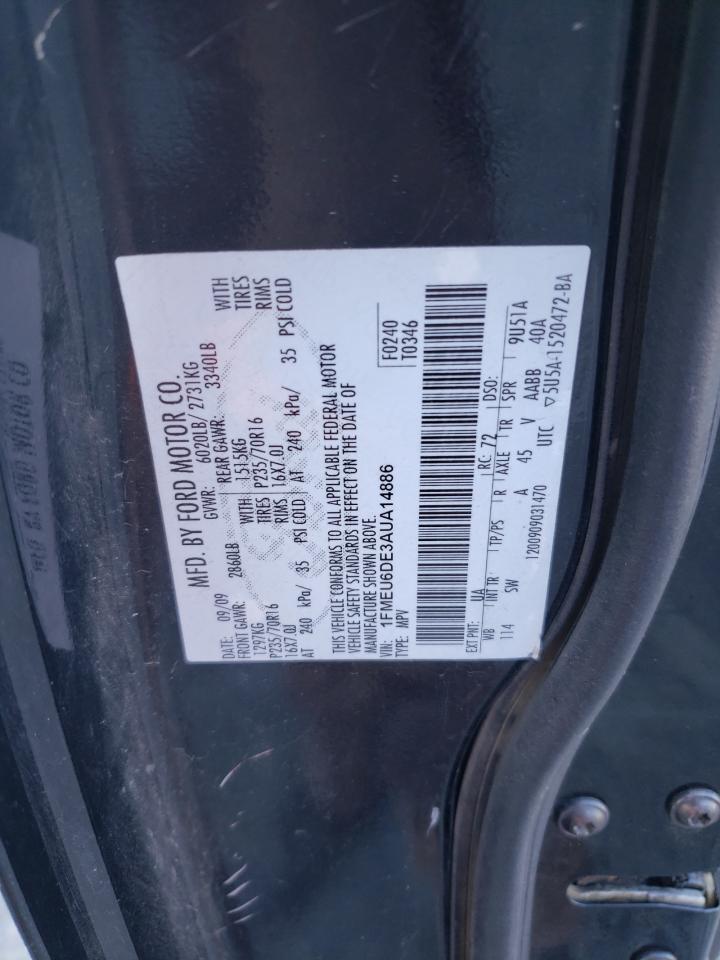 MFD. BY FORD MOTOR CO.
DATE: 09/09 GVWR: 6020LB/ 2731KG
FRONT GAWR: 2860LB REAR GAWR: 3340LB
1297KG WITH 1515KG WITH
P235/70R16 TIRES P235/70R16 TIRES
16X7.0J RIMS 16X7.0J RIMS
AT 240 kPa/ 35 PSI COLD AT 240 kPa/ 35 PSI COLD
THIS VEHICLE CONFORMS TO ALL APPLICABLE FEDERAL MOTOR
VEHICLE SAFETY STANDARDS IN EFFECT ON THE DATE OF
MANUFACTURE SHOWN ABOVE.
VIN: 1FMEU6DE3AUA14886 F0240
TYPE: MPV T0346
EXT PNT: UA RC: 72 DSO:
WB INT TR TP/PS R AXLE TR SPR 9U51A
114 SW A 45 V AABB 40A
1200909031470 UTC ▽5U5A-1520472-BA